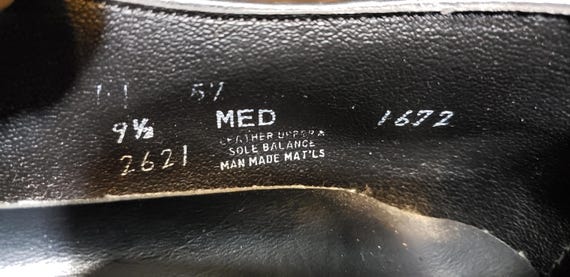 57
9½ MED 1672
LEATHER UPPER &
SOLE BALANCE
2621 MAN MADE MAT'LS